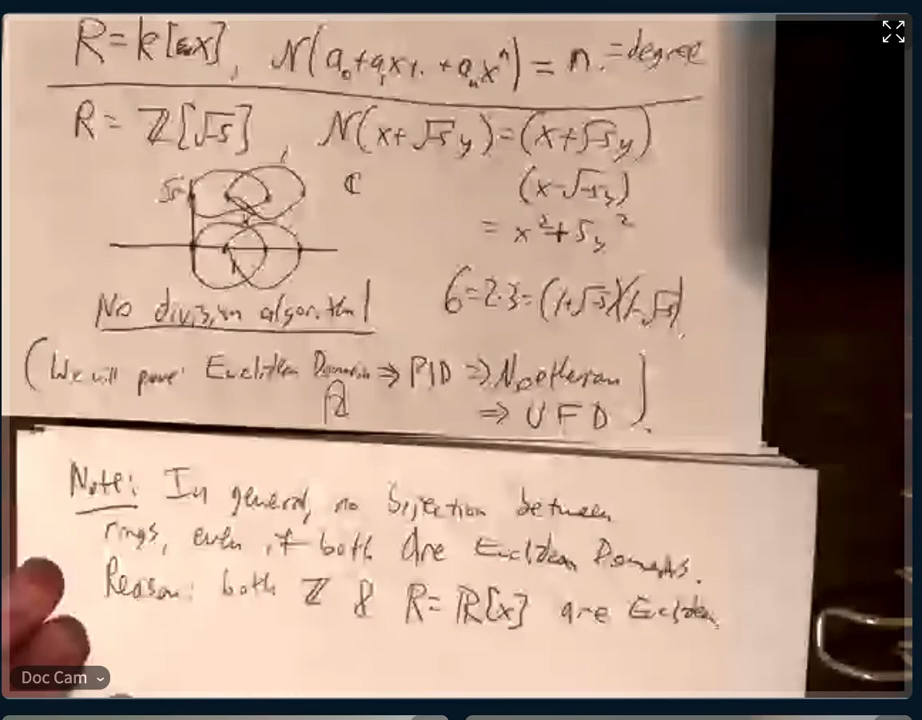 R = k[x], N(a₀+a₁x+..+aₙxⁿ) = n. = degree
R = ℤ[√-5], N(x+√-5 y) = (x+√-5 y)
(x-√-5 y)
ℂ
= x²+5y²
6=2·3=(1+√-5)(1-√-5)
No division algorithm!
(We will prove: Euclidean Domain ⇒ PID ⇒ Noetherian
R
⇒ UFD).
Note: In general, no bijection between
rings, even if both are Euclidean Domains.
Reason: both ℤ & R = ℝ[x] are Euclidean.
Doc Cam